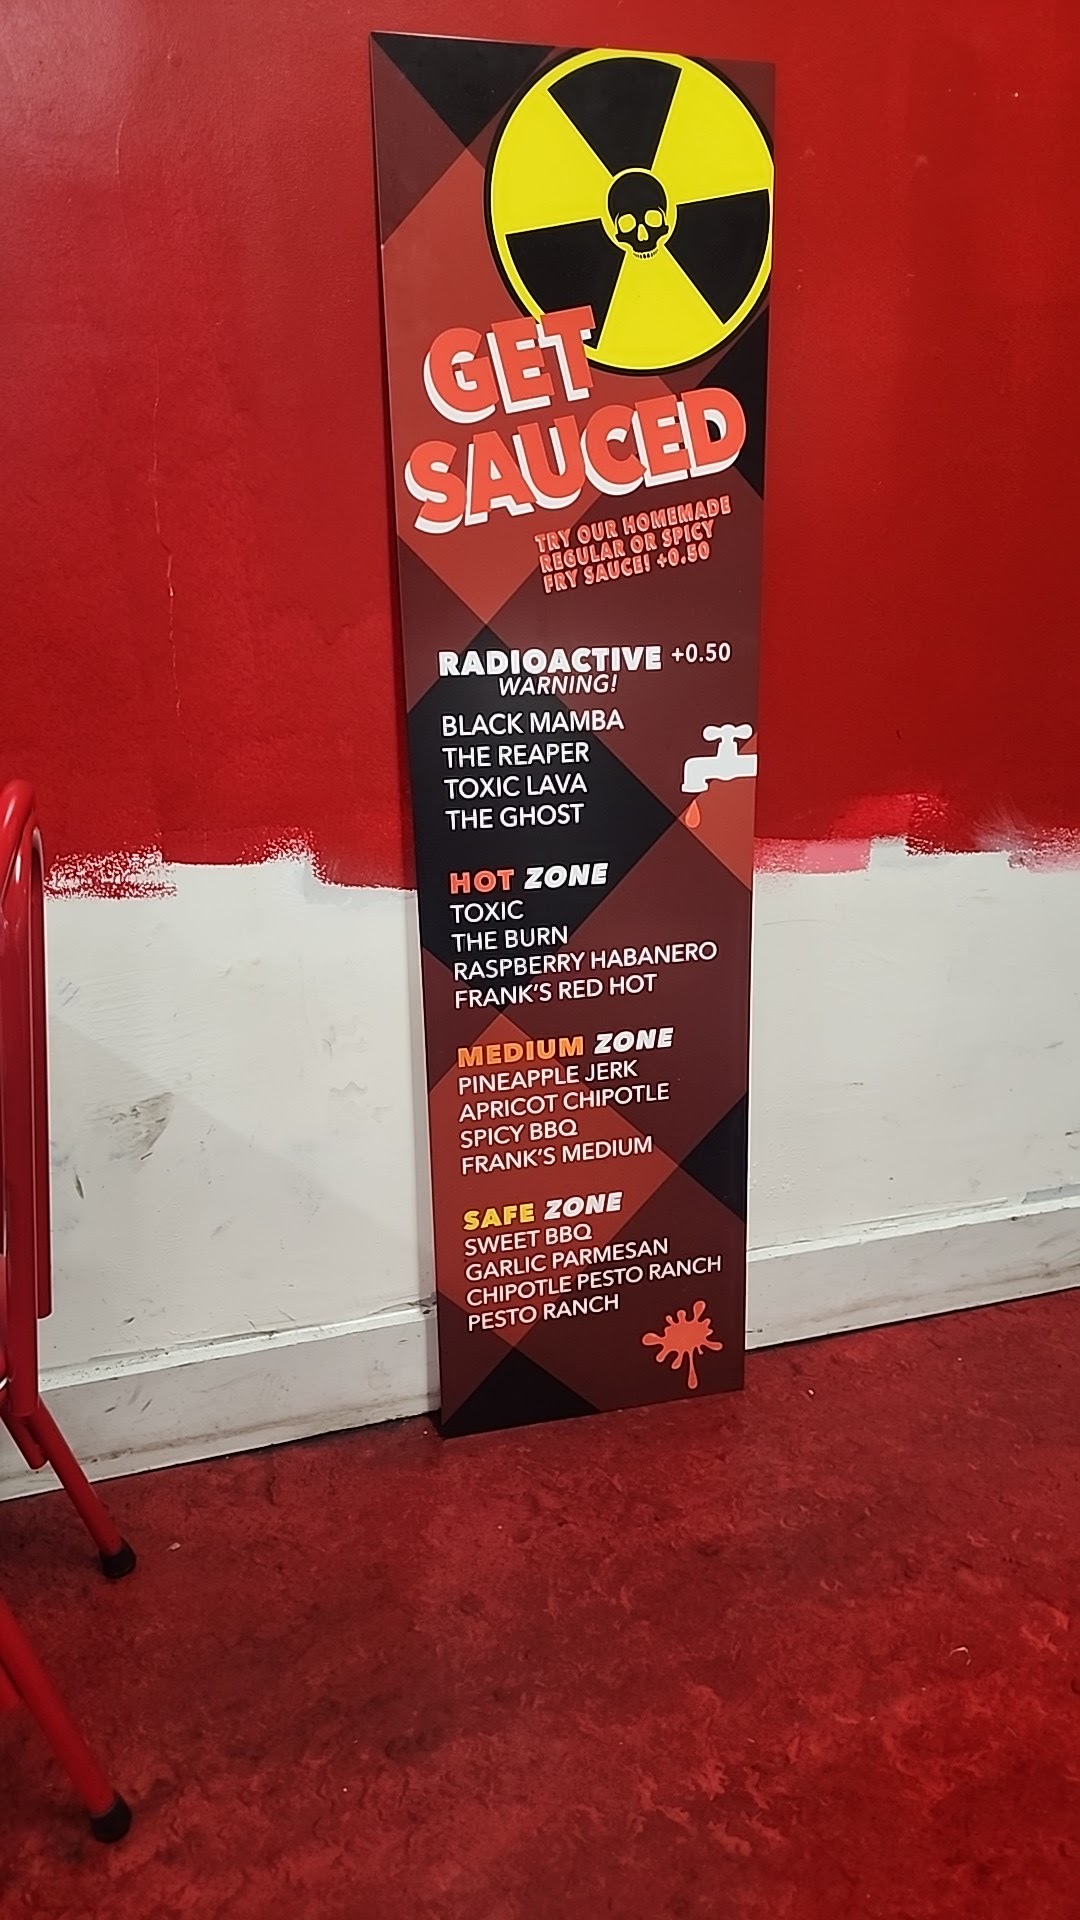 GET
SAUCED
TRY OUR HOMEMADE
REGULAR OR SPICY
FRY SAUCE! +0.50
RADIOACTIVE +0.50
WARNING!
BLACK MAMBA
THE REAPER
TOXIC LAVA
THE GHOST
HOT ZONE
TOXIC
THE BURN
RASPBERRY HABANERO
FRANK'S RED HOT
MEDIUM ZONE
PINEAPPLE JERK
APRICOT CHIPOTLE
SPICY BBQ
FRANK'S MEDIUM
SAFE ZONE
SWEET BBQ
GARLIC PARMESAN
CHIPOTLE PESTO RANCH
PESTO RANCH